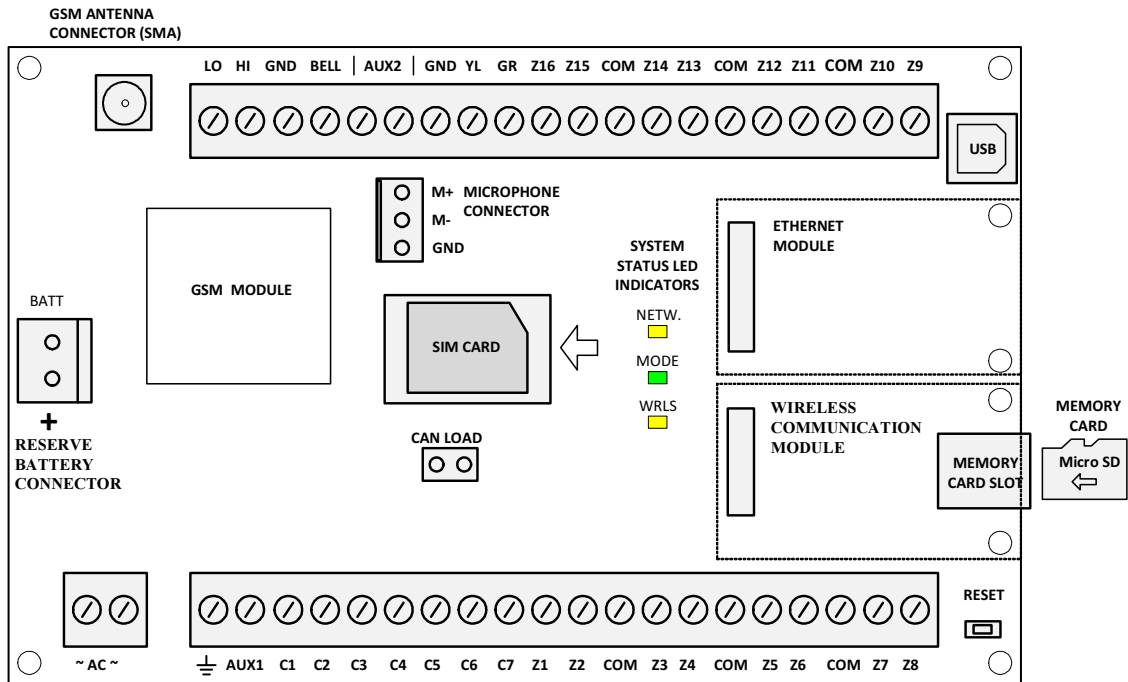 GSM ANTENNA
CONNECTOR (SMA)
LO HI GND BELL | AUX2 | GND YL GR Z16 Z15 COM Z14 Z13 COM Z12 Z11 COM Z10 Z9
USB
M+ MICROPHONE
CONNECTOR
M-
GND
ETHERNET
MODULE
SYSTEM
STATUS LED
INDICATORS
GSM MODULE
BATT
NETW.
SIM CARD
MODE
WRLS
+
RESERVE
BATTERY
CONNECTOR
CAN LOAD
WIRELESS
COMMUNICATION
MODULE
MEMORY
CARD
MEMORY
CARD SLOT
Micro SD
RESET
~ AC ~
AUX1 C1 C2 C3 C4 C5 C6 C7 Z1 Z2 COM Z3 Z4 COM Z5 Z6 COM Z7 Z8